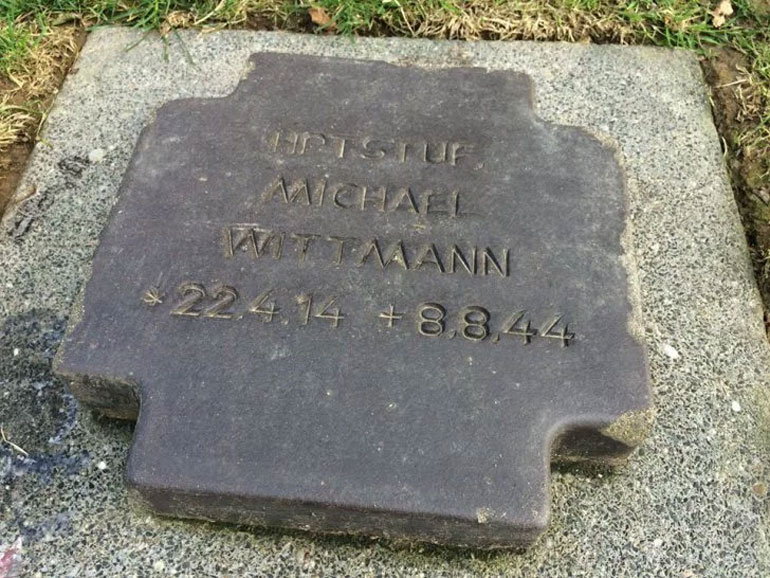 HPTSTUF.
MICHAEL
WITTMANN
* 22.4.14 + 8.8.44